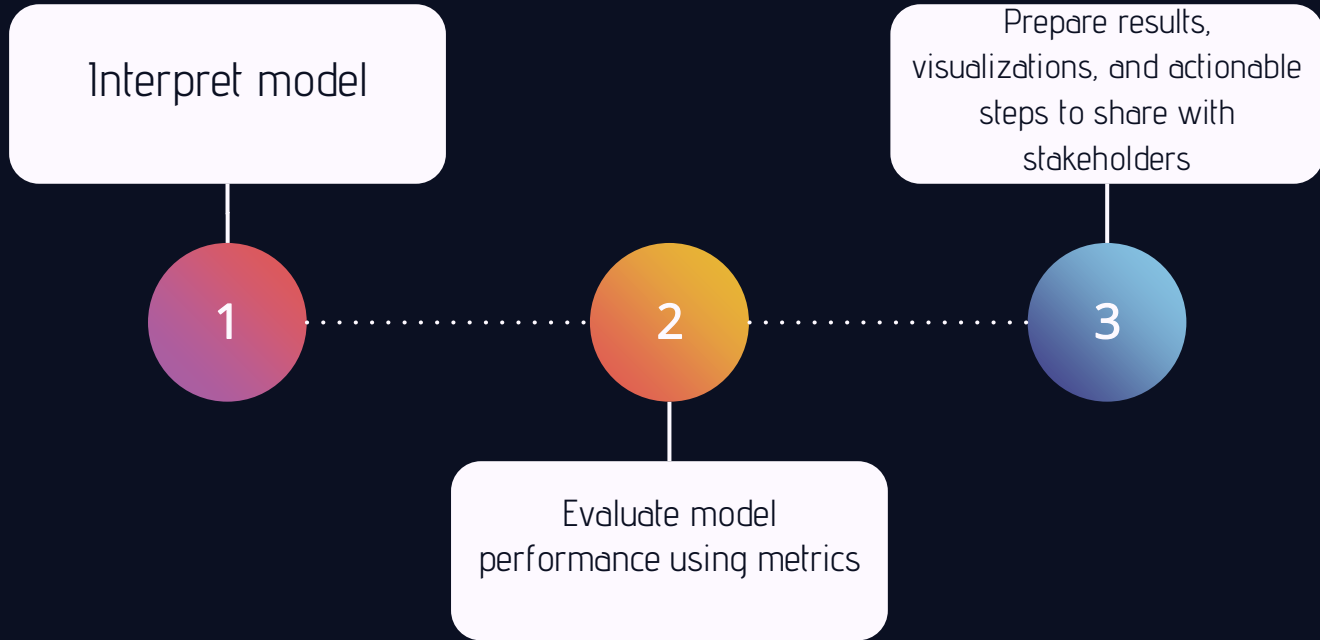 Interpret model
Prepare results,
visualizations, and actionable
steps to share with
stakeholders
1
2
3
Evaluate model
performance using metrics